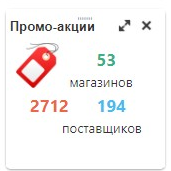 Промо-акции
53
магазинов
2712 194
поставщиков